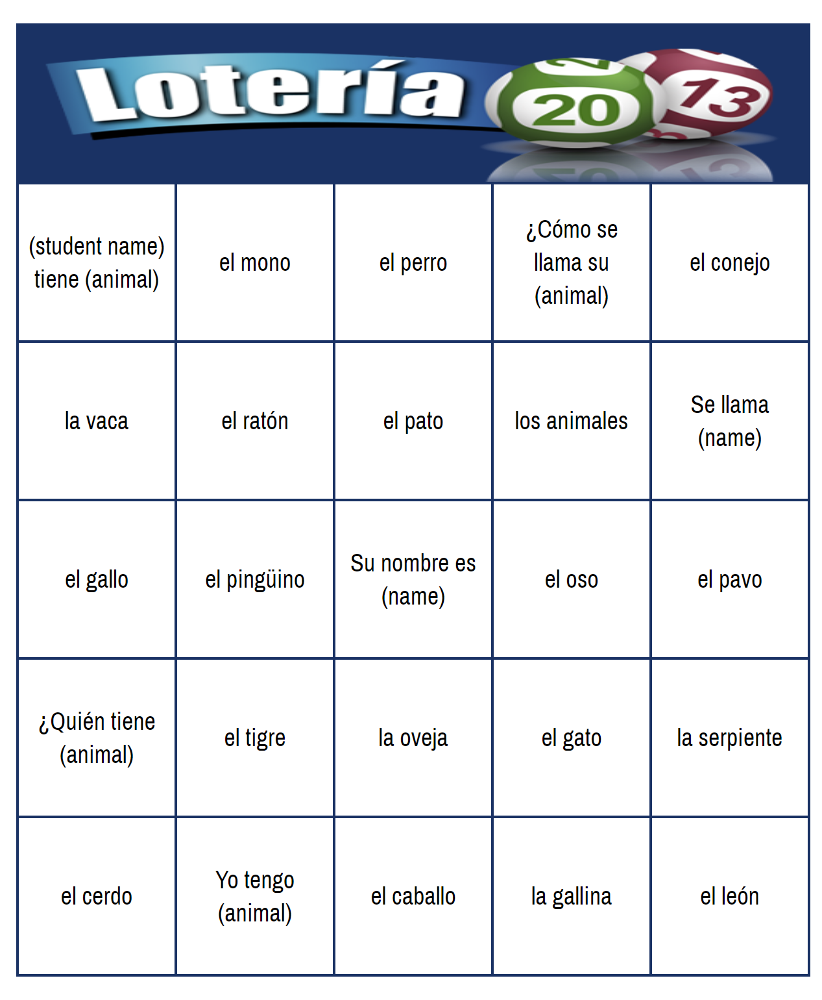 Lotería
20
13
(student name)
tiene (animal)
el mono
el perro
¿Cómo se
llama su
(animal)
el conejo
la vaca
el ratón
el pato
los animales
Se llama
(name)
el gallo
el pingüino
Su nombre es
(name)
el oso
el pavo
¿Quién tiene
(animal)
el tigre
la oveja
el gato
la serpiente
el cerdo
Yo tengo
(animal)
el caballo
la gallina
el león